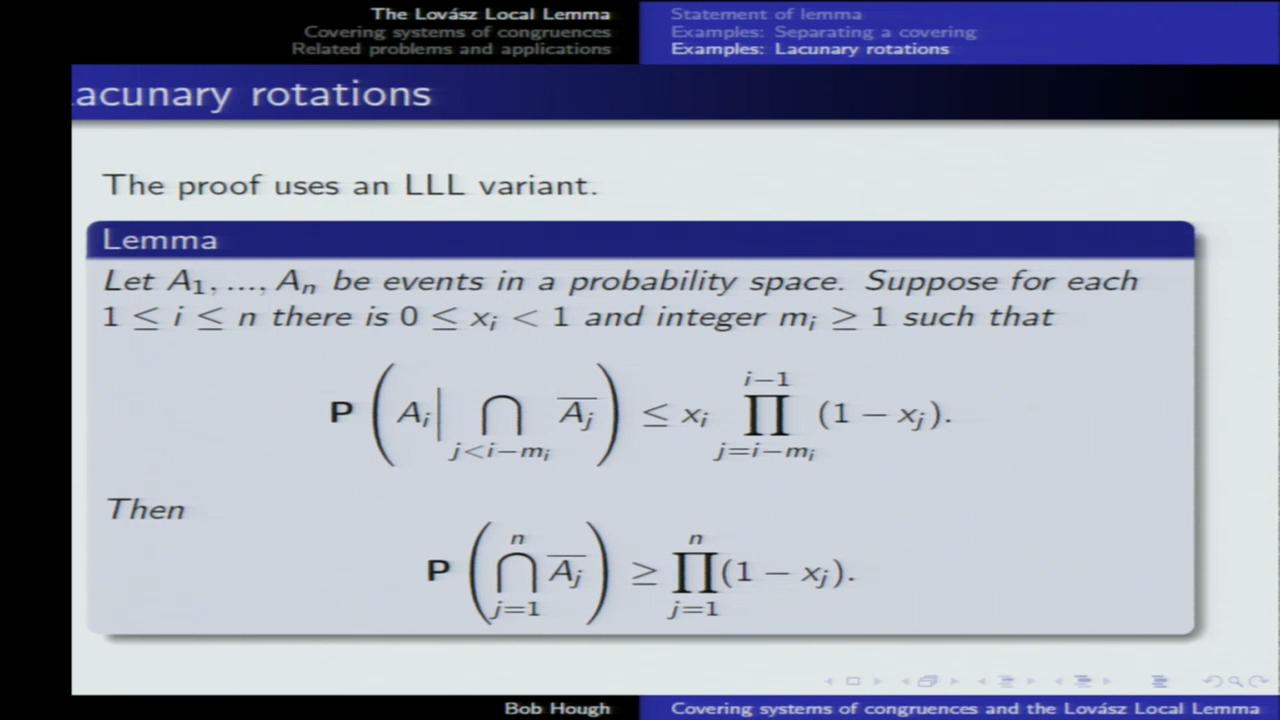 The Lovász Local Lemma
Covering systems of congruences
Related problems and applications
Statement of lemma
Examples: Separating a covering
Examples: Lacunary rotations
acunary rotations
The proof uses an LLL variant.
Lemma
Let A₁, ..., Aₙ be events in a probability space. Suppose for each
1 ≤ i ≤ n there is 0 ≤ xᵢ < 1 and integer mᵢ ≥ 1 such that
P ( Aᵢ | ⋂_{j<i−mᵢ} \overline{Aⱼ} ) ≤ xᵢ ∏_{j=i−mᵢ}^{i−1} (1 − xⱼ).
Then
P ( ⋂_{j=1}^{n} \overline{Aⱼ} ) ≥ ∏_{j=1}^{n} (1 − xⱼ).
Bob Hough
Covering systems of congruences and the Lovász Local Lemma